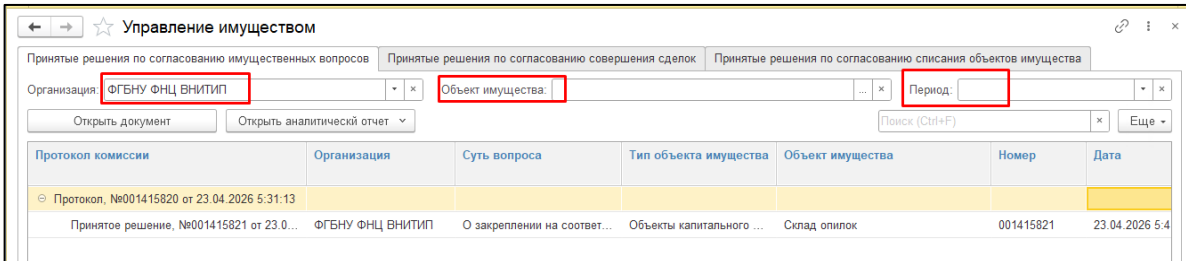 Управление имуществом
Принятые решения по согласованию имущественных вопросов Принятые решения по согласованию совершения сделок Принятые решения по согласованию списания объектов имущества
Организация: ФГБНУ ФНЦ ВНИТИП Объект имущества: ... Период:
Открыть документ Открыть аналитическй отчет Поиск (Ctrl+F) Еще
Протокол комиссии Организация Суть вопроса Тип объекта имущества Объект имущества Номер Дата
Протокол, №001415820 от 23.04.2026 5:31:13
Принятое решение, №001415821 от 23.0... ФГБНУ ФНЦ ВНИТИП О закреплении на соответ... Объекты капитального ... Склад опилок 001415821 23.04.2026 5:4